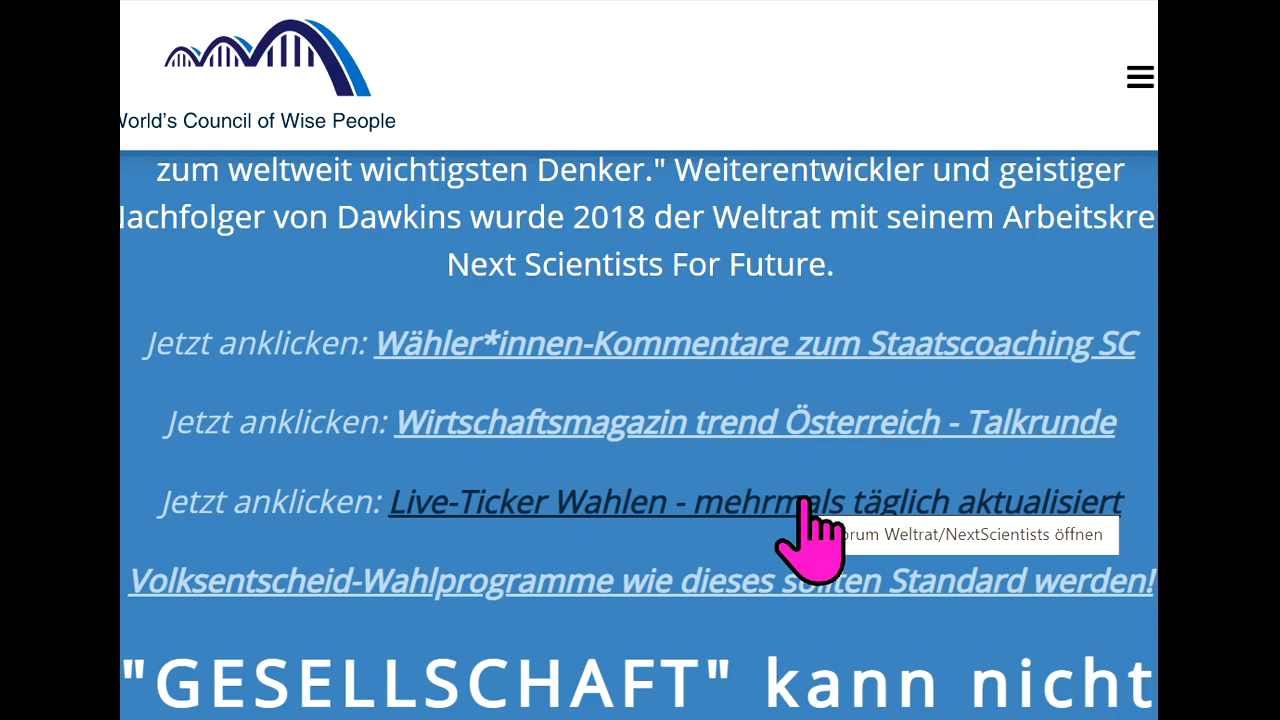 World's Council of Wise People
zum weltweit wichtigsten Denker." Weiterentwickler und geistiger
Nachfolger von Dawkins wurde 2018 der Weltrat mit seinem Arbeitskre
Next Scientists For Future.
Jetzt anklicken: Wähler*innen-Kommentare zum Staatscoaching SC
Jetzt anklicken: Wirtschaftsmagazin trend Österreich - Talkrunde
Jetzt anklicken: Live-Ticker Wahlen - mehrmals täglich aktualisiert
orum Weltrat/NextScientists öffnen
Volksentscheid-Wahlprogramme wie dieses sollten Standard werden!
"GESELLSCHAFT" kann nicht